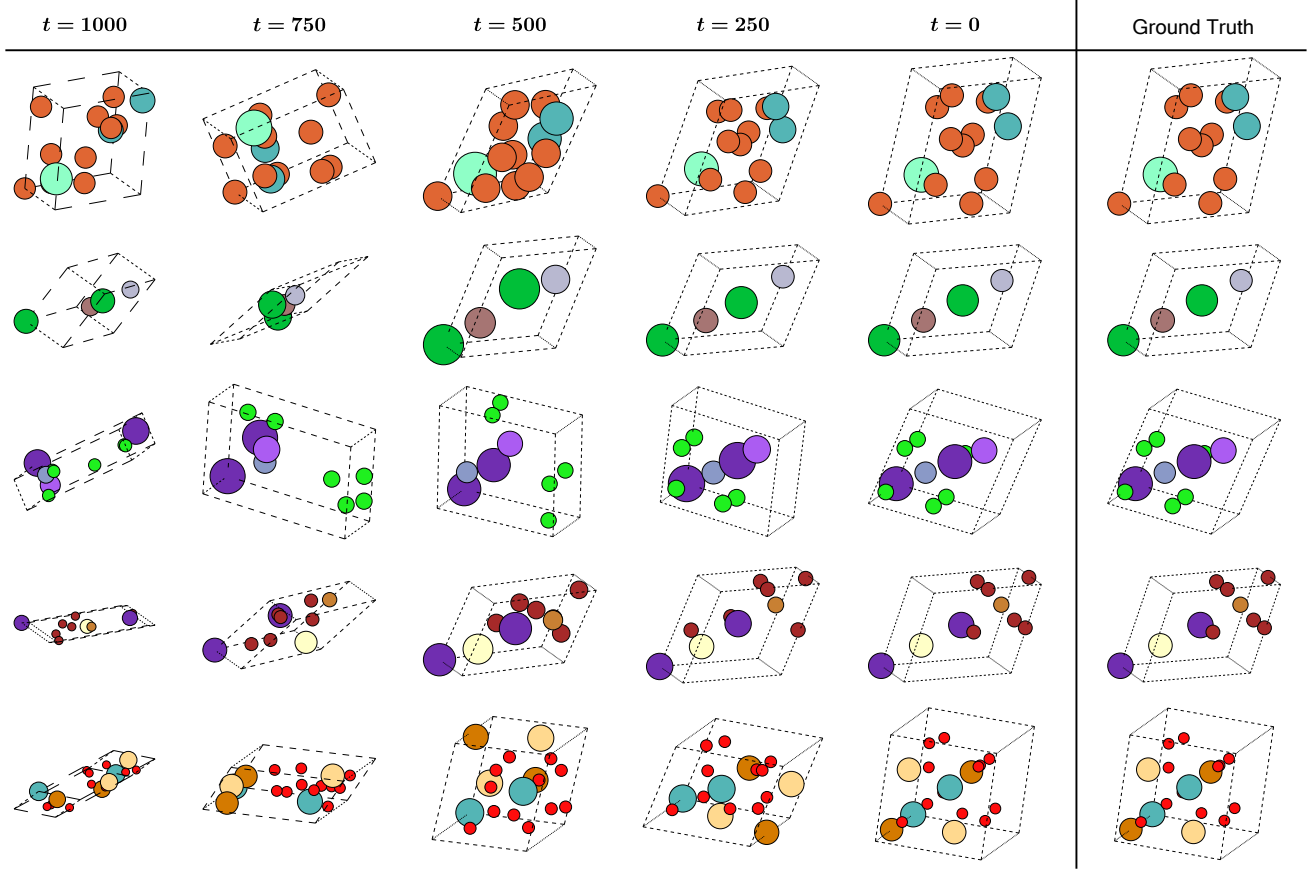 t = 1000 t = 750 t = 500 t = 250 t = 0 Ground Truth